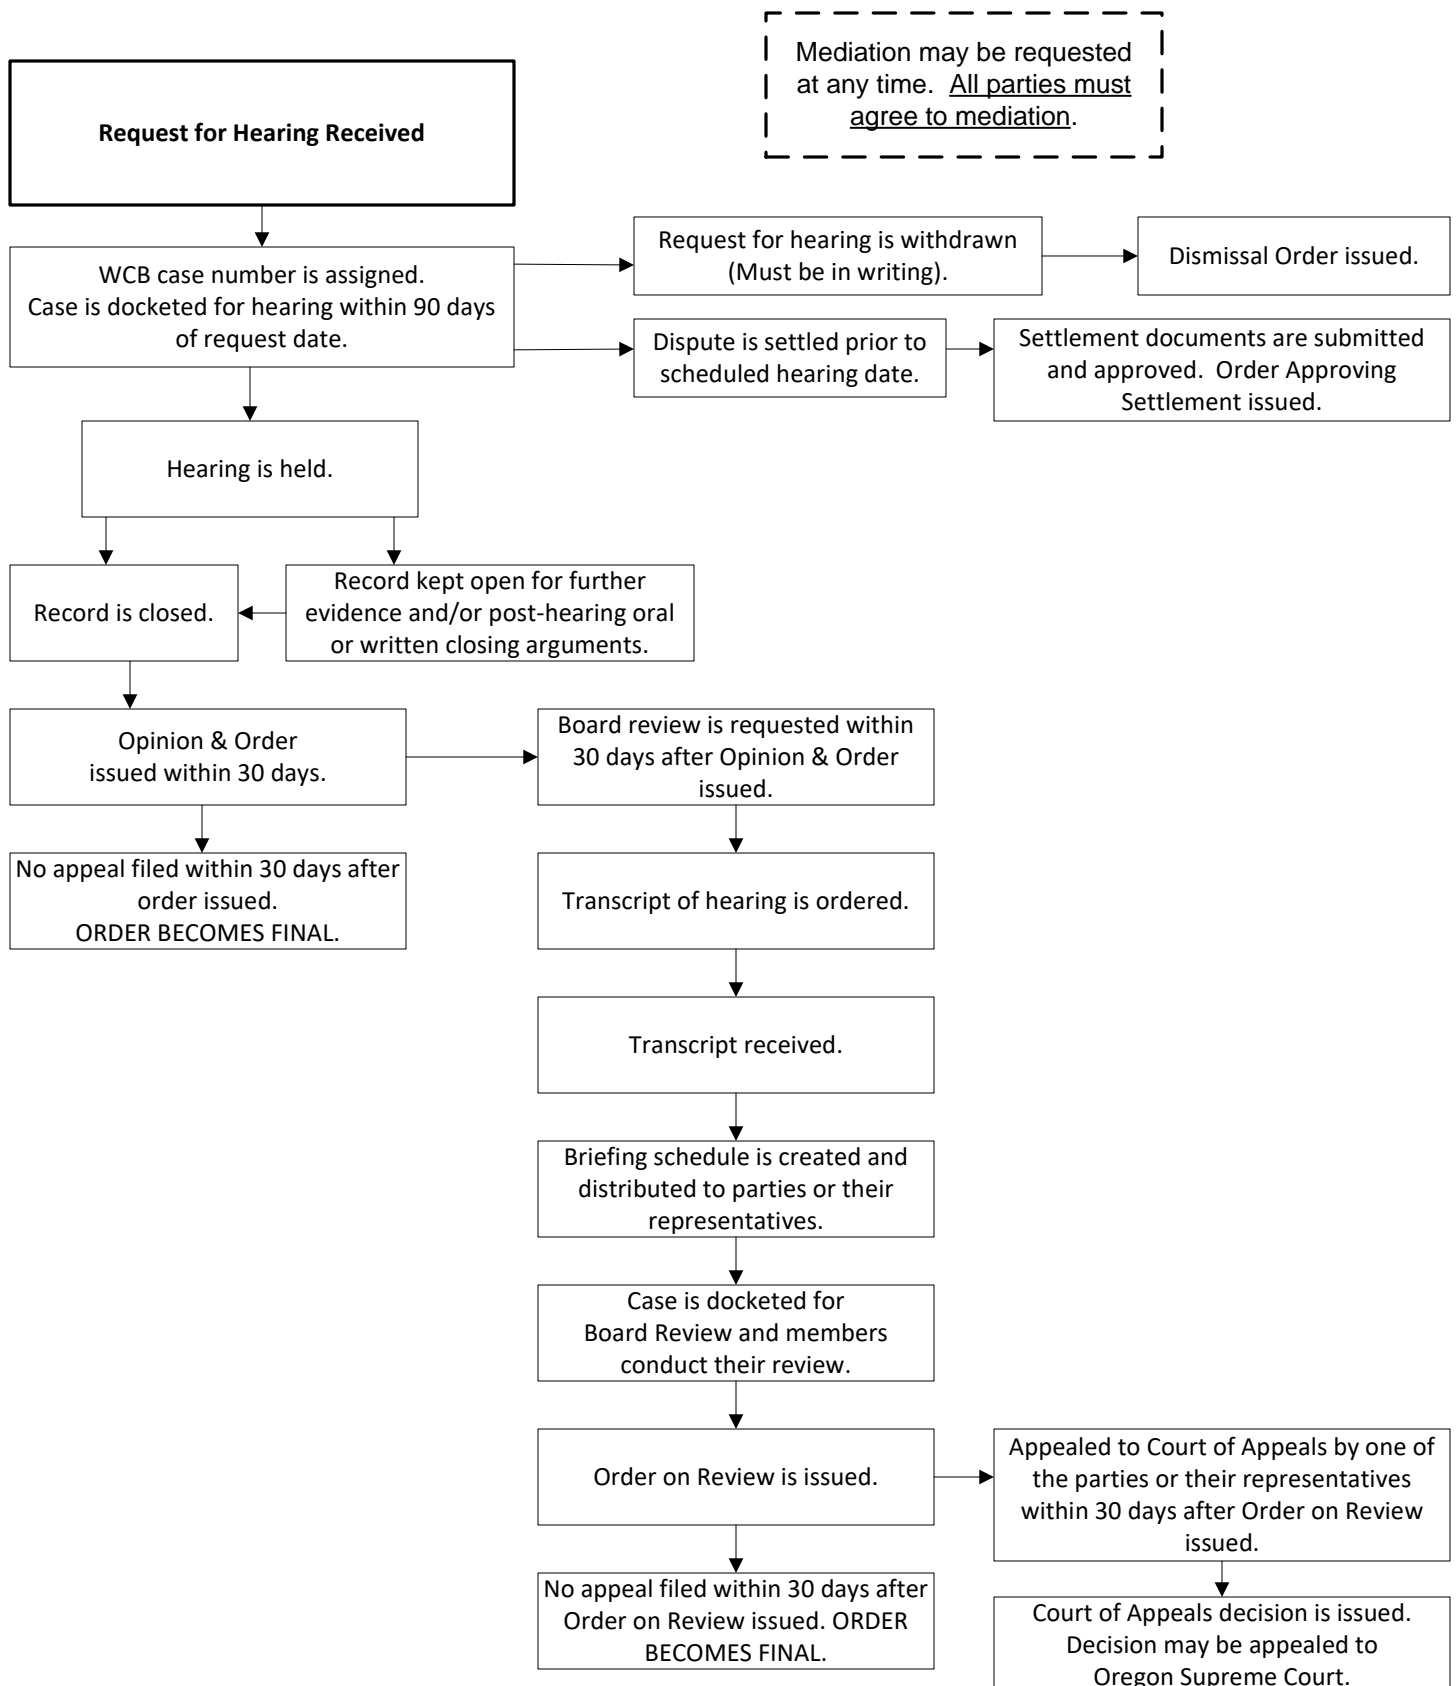 Mediation may be requested
at any time.  All parties must
agree to mediation.
Request for Hearing Received
WCB case number is assigned.
Case is docketed for hearing within 90 days
of request date.
Request for hearing is withdrawn
(Must be in writing).
Dismissal Order issued.
Dispute is settled prior to
scheduled hearing date.
Settlement documents are submitted
and approved.  Order Approving
Settlement issued.
Hearing is held.
Record is closed.
Record kept open for further
evidence and/or post-hearing oral
or written closing arguments.
Opinion & Order
issued within 30 days.
Board review is requested within
30 days after Opinion & Order
issued.
No appeal filed within 30 days after
order issued.
ORDER BECOMES FINAL.
Transcript of hearing is ordered.
Transcript received.
Briefing schedule is created and
distributed to parties or their
representatives.
Case is docketed for
Board Review and members
conduct their review.
Order on Review is issued.
Appealed to Court of Appeals by one of
the parties or their representatives
within 30 days after Order on Review
issued.
No appeal filed within 30 days after
Order on Review issued. ORDER
BECOMES FINAL.
Court of Appeals decision is issued.
Decision may be appealed to
Oregon Supreme Court.